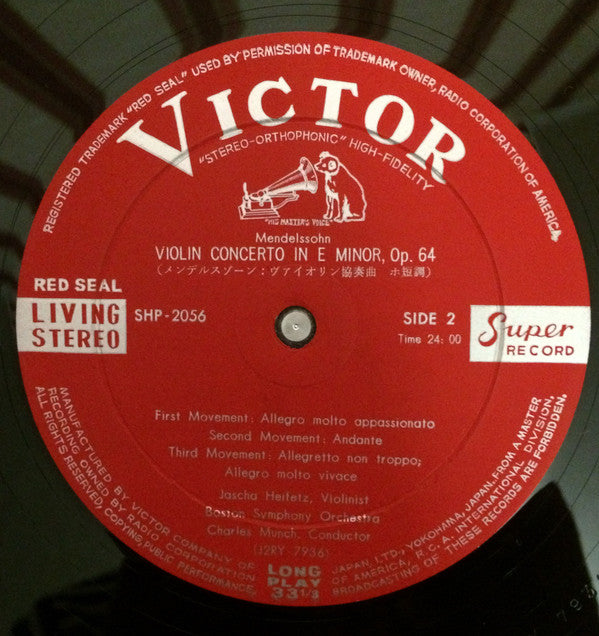 REGISTERED TRADEMARK "RED SEAL" USED BY PERMISSION OF TRADEMARK OWNER, RADIO CORPORATION OF AMERICA.
VICTOR
"STEREO-ORTHOPHONIC" HIGH-FIDELITY
"HIS MASTER'S VOICE"
Mendelssohn
VIOLIN CONCERTO IN E MINOR, Op. 64
(メンデルスゾーン:ヴァイオリン協奏曲 ホ短調)
RED SEAL
LIVING STEREO
SHP-2056
SIDE 2
Time 24:00
Super
RECORD
First Movement: Allegro molto appassionato
Second Movement: Andante
Third Movement: Allegretto non troppo;
Allegro molto vivace
Jascha Heifetz, Violinist
Boston Symphony Orchestra
Charles Munch, Conductor
(J2RY 7936)
LONG
PLAY
33 1/3
MANUFACTURED BY VICTOR COMPANY OF JAPAN, LTD., YOKOHAMA, JAPAN, FROM A MASTER
RECORDING OWNED BY RADIO CORPORATION OF AMERICA, R. C. A. INTERNATIONAL DIVISION,
ALL RIGHTS RESERVED, COPYING, PUBLIC PERFORMANCE, BROADCASTING OF THESE RECORDS ARE FORBIDDEN.